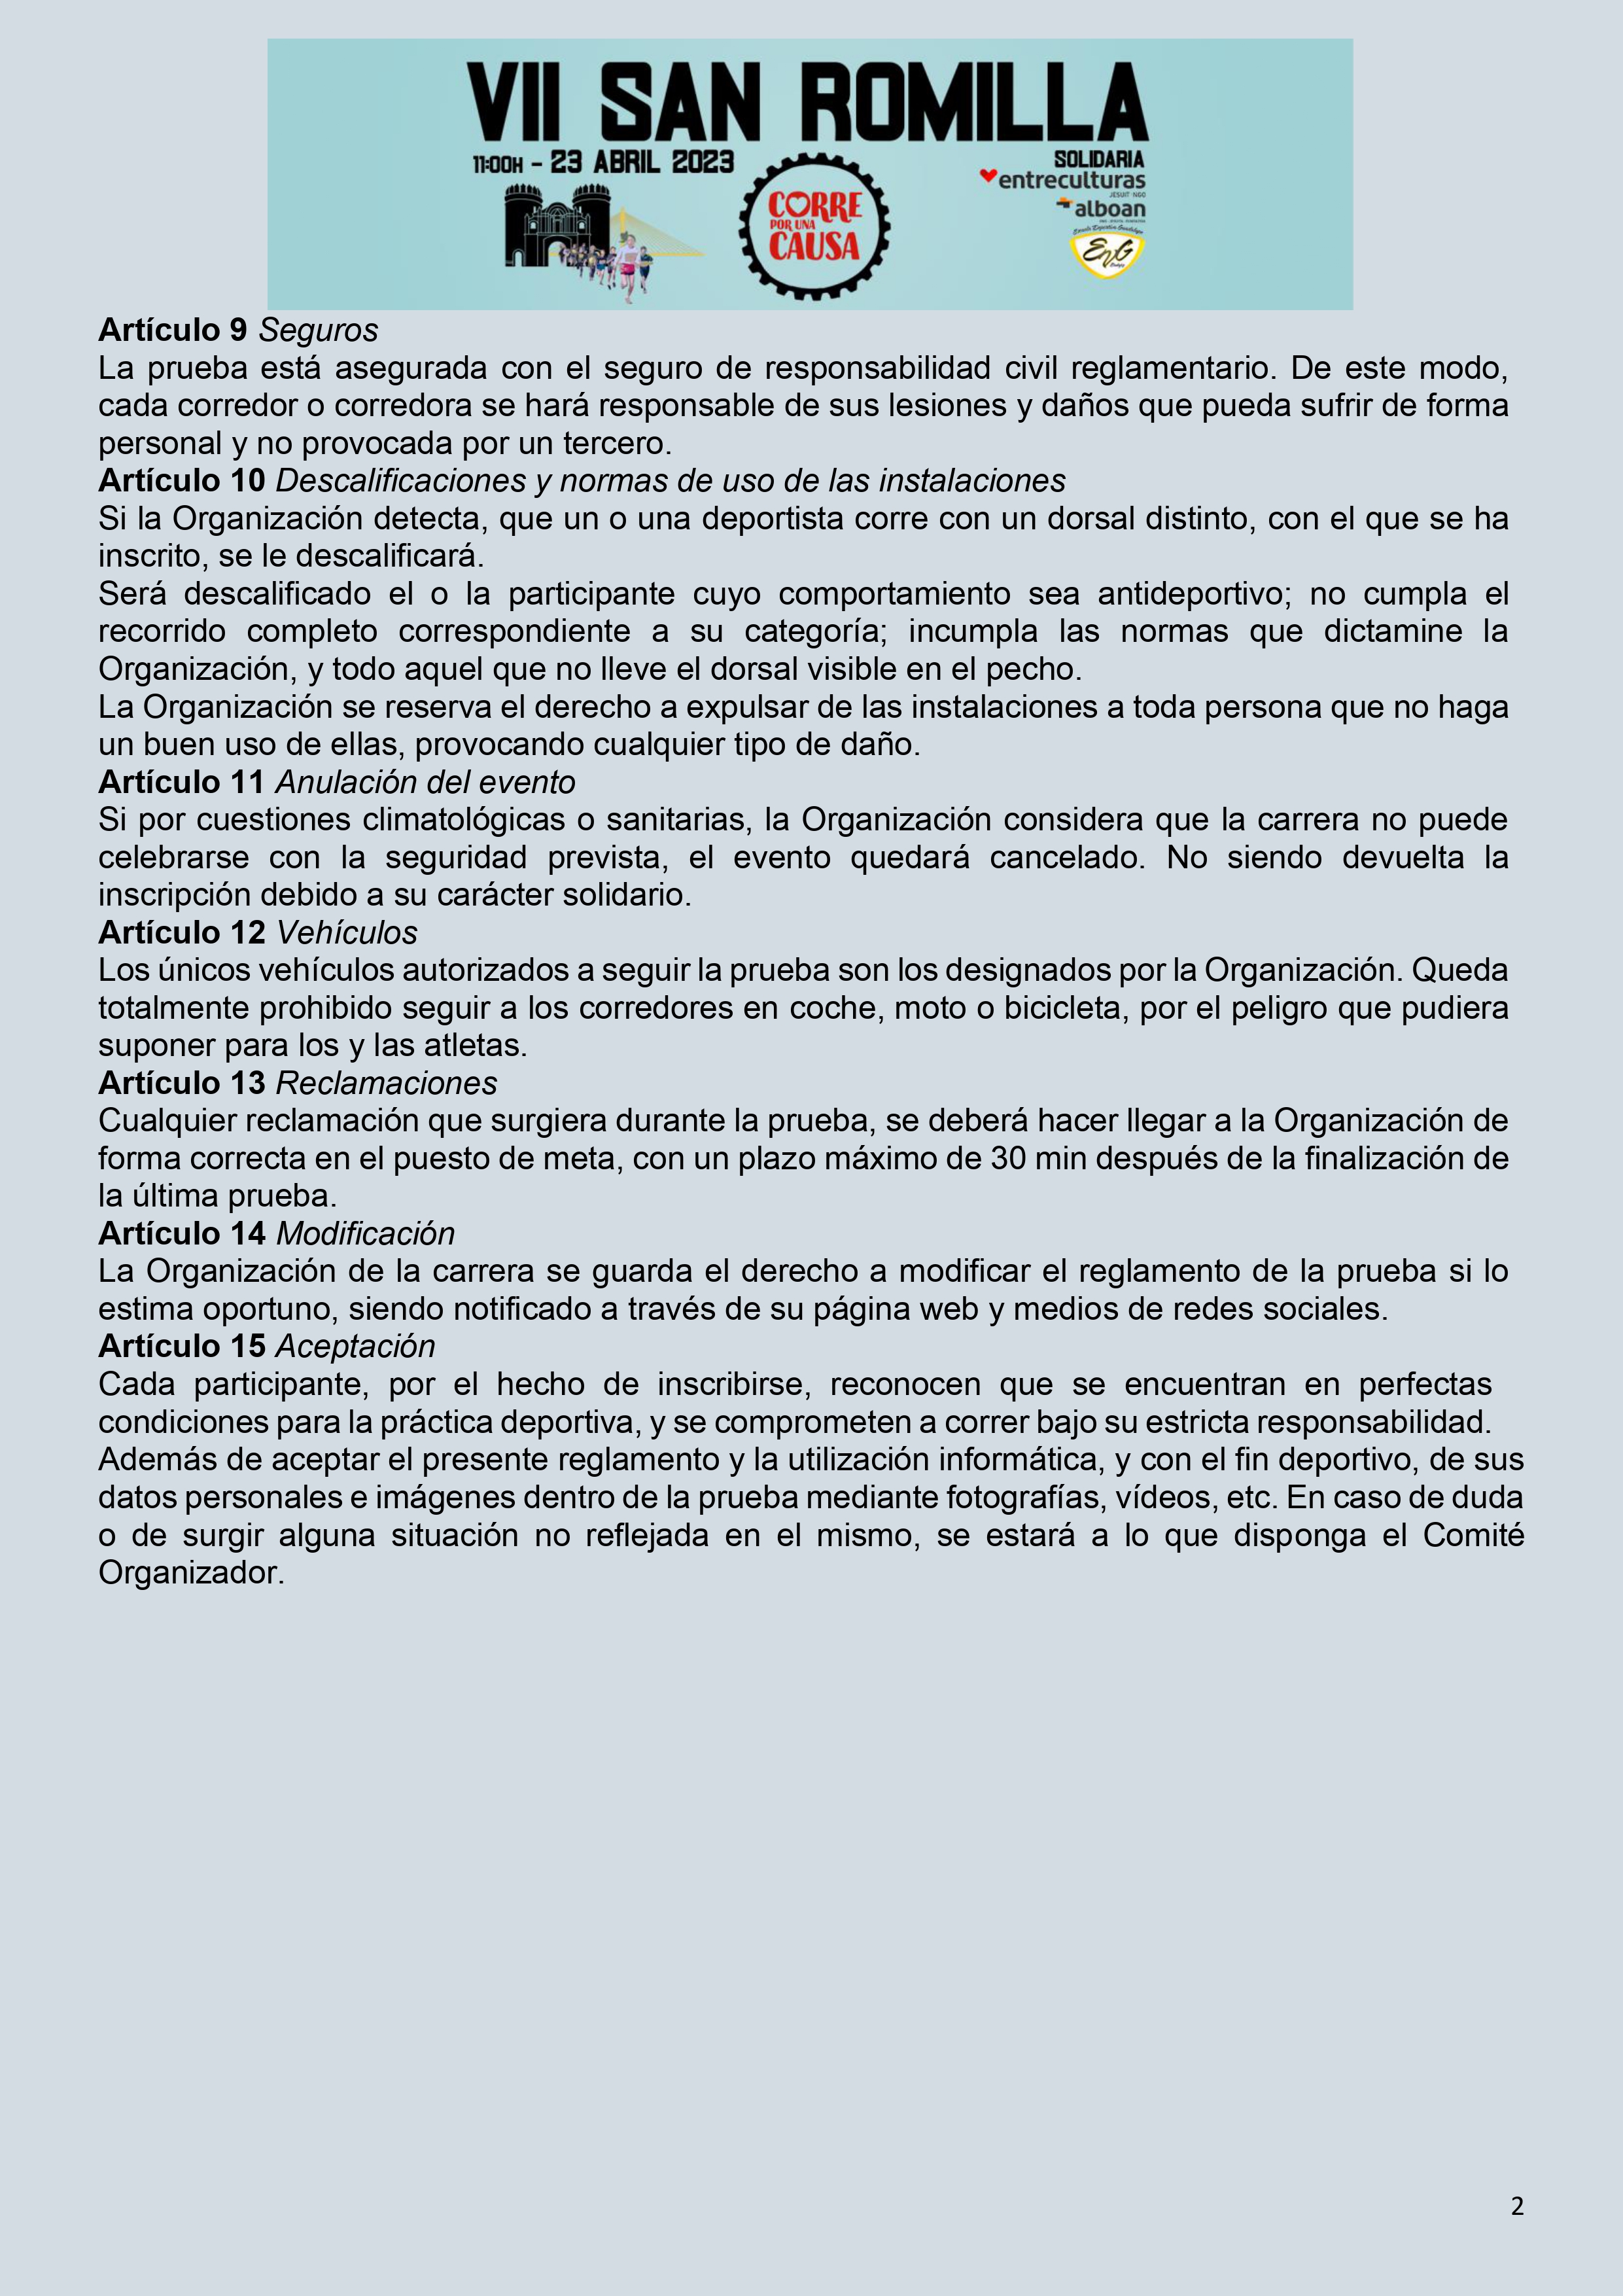 VII SAN ROMILLA
11:00H - 23 ABRIL 2023
SOLIDARIA
entreculturas
JESUIT NGO
alboan
CORRE
POR UNA
CAUSA
Escuela Deportiva Guadalupe
Artículo 9 Seguros
La prueba está asegurada con el seguro de responsabilidad civil reglamentario. De este modo,
cada corredor o corredora se hará responsable de sus lesiones y daños que pueda sufrir de forma
personal y no provocada por un tercero.
Artículo 10 Descalificaciones y normas de uso de las instalaciones
Si la Organización detecta, que un o una deportista corre con un dorsal distinto, con el que se ha
inscrito, se le descalificará.
Será descalificado el o la participante cuyo comportamiento sea antideportivo; no cumpla el
recorrido completo correspondiente a su categoría; incumpla las normas que dictamine la
Organización, y todo aquel que no lleve el dorsal visible en el pecho.
La Organización se reserva el derecho a expulsar de las instalaciones a toda persona que no haga
un buen uso de ellas, provocando cualquier tipo de daño.
Artículo 11 Anulación del evento
Si por cuestiones climatológicas o sanitarias, la Organización considera que la carrera no puede
celebrarse con la seguridad prevista, el evento quedará cancelado. No siendo devuelta la
inscripción debido a su carácter solidario.
Artículo 12 Vehículos
Los únicos vehículos autorizados a seguir la prueba son los designados por la Organización. Queda
totalmente prohibido seguir a los corredores en coche, moto o bicicleta, por el peligro que pudiera
suponer para los y las atletas.
Artículo 13 Reclamaciones
Cualquier reclamación que surgiera durante la prueba, se deberá hacer llegar a la Organización de
forma correcta en el puesto de meta, con un plazo máximo de 30 min después de la finalización de
la última prueba.
Artículo 14 Modificación
La Organización de la carrera se guarda el derecho a modificar el reglamento de la prueba si lo
estima oportuno, siendo notificado a través de su página web y medios de redes sociales.
Artículo 15 Aceptación
Cada participante, por el hecho de inscribirse, reconocen que se encuentran en perfectas
condiciones para la práctica deportiva, y se comprometen a correr bajo su estricta responsabilidad.
Además de aceptar el presente reglamento y la utilización informática, y con el fin deportivo, de sus
datos personales e imágenes dentro de la prueba mediante fotografías, vídeos, etc. En caso de duda
o de surgir alguna situación no reflejada en el mismo, se estará a lo que disponga el Comité
Organizador.
2